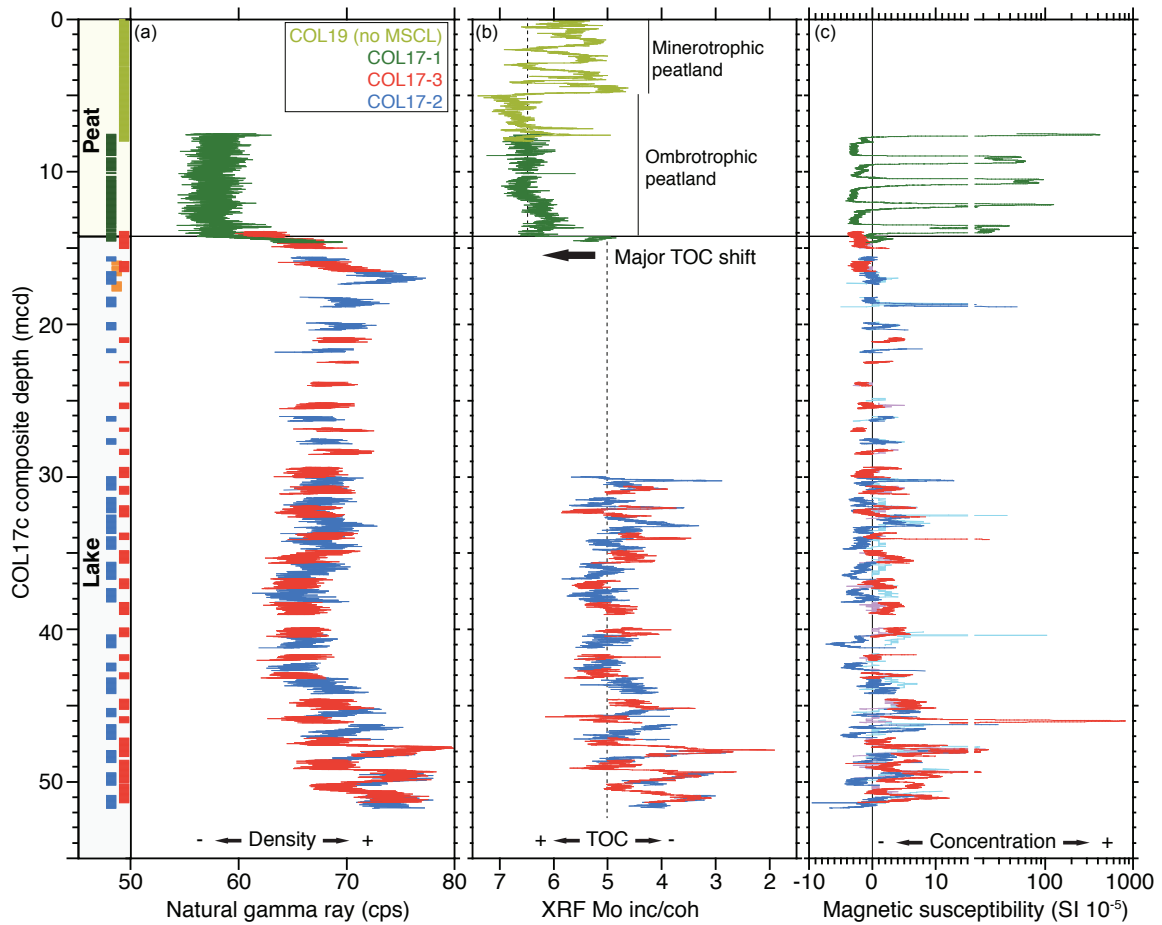 (a)
(b)
(c)
COL19 (no MSCL)
COL17-1
COL17-3
COL17-2
Minerotrophic
peatland
Ombrotrophic
peatland
Major TOC shift
Peat
Lake
COL17c composite depth (mcd)
0
10
20
30
40
50
- Density +
+ TOC -
- Concentration +
50 60 70 80
7 6 5 4 3 2
-10 0 10 100 1000
Natural gamma ray (cps)
XRF Mo inc/coh
Magnetic susceptibility (SI 10⁻⁵)